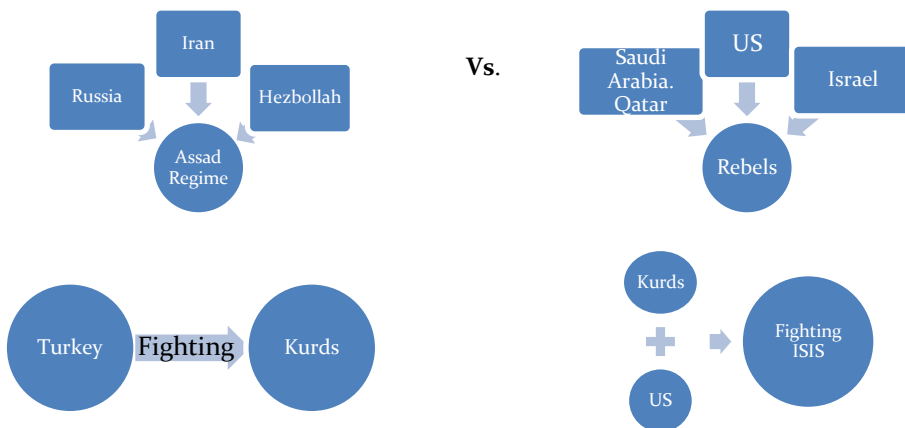 Iran
Russia
Hezbollah
Assad
Regime
Vs.
US
Saudi
Arabia.
Qatar
Israel
Rebels
Turkey
Fighting
Kurds
Kurds
US
Fighting
ISIS